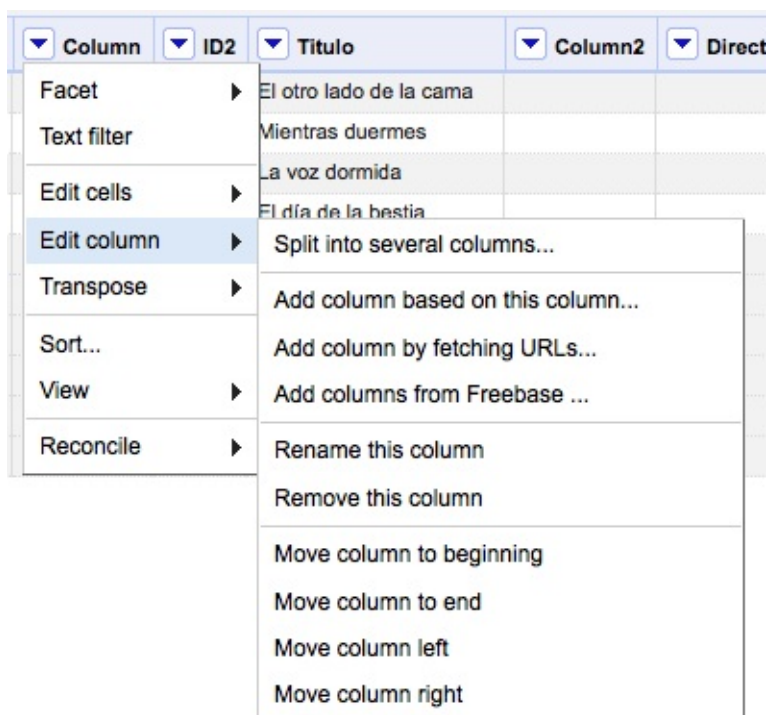 Column ID2 Titulo Column2 Direct
Facet El otro lado de la cama
Text filter Mientras duermes
La voz dormida
Edit cells El día de la bestia
Edit column Split into several columns...
Transpose Add column based on this column...
Sort... Add column by fetching URLs...
View Add columns from Freebase ...
Reconcile Rename this column
Remove this column
Move column to beginning
Move column to end
Move column left
Move column right